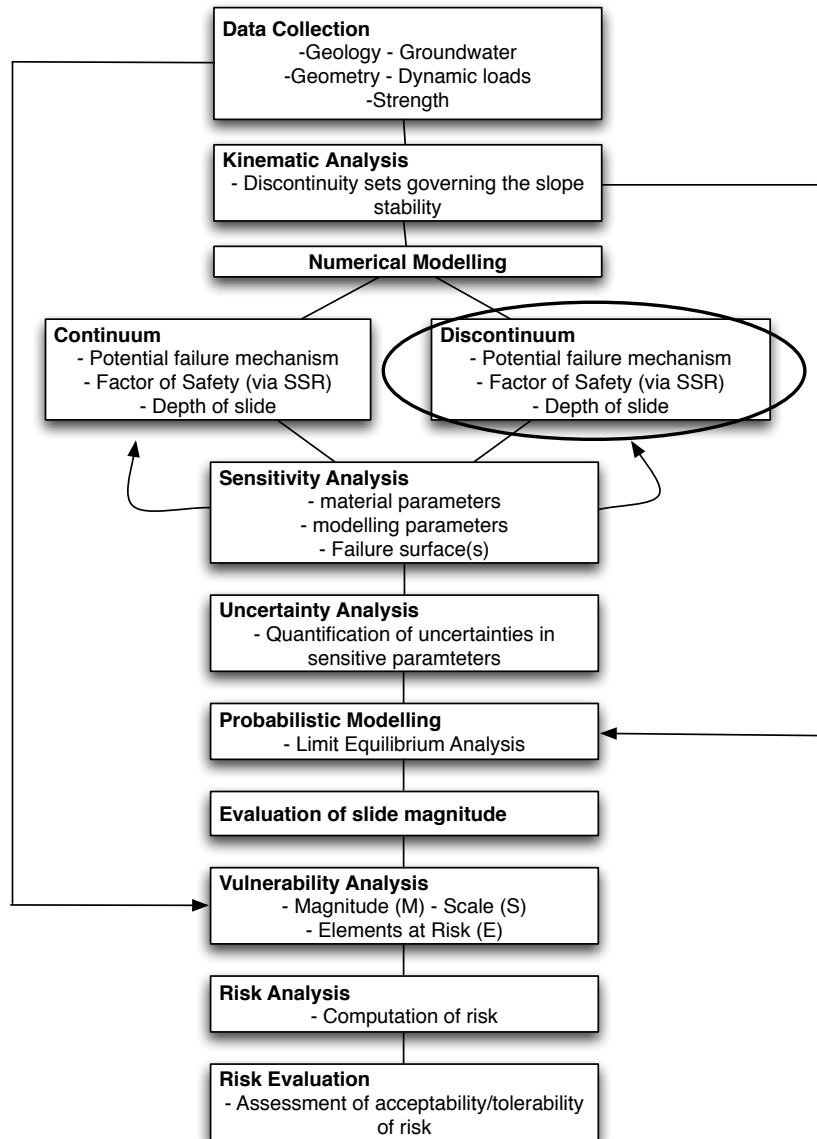 Data Collection
-Geology - Groundwater
-Geometry - Dynamic loads
-Strength
Kinematic Analysis
- Discontinuity sets governing the slope
stability
Numerical Modelling
Continuum
- Potential failure mechanism
- Factor of Safety (via SSR)
- Depth of slide
Discontinuum
- Potential failure mechanism
- Factor of Safety (via SSR)
- Depth of slide
Sensitivity Analysis
- material parameters
- modelling parameters
- Failure surface(s)
Uncertainty Analysis
- Quantification of uncertainties in
sensitive paramteters
Probabilistic Modelling
- Limit Equilibrium Analysis
Evaluation of slide magnitude
Vulnerability Analysis
- Magnitude (M) - Scale (S)
- Elements at Risk (E)
Risk Analysis
- Computation of risk
Risk Evaluation
- Assessment of acceptability/tolerability
of risk